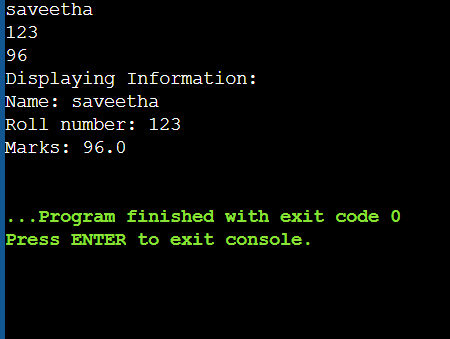 saveetha
123
96
Displaying Information:
Name: saveetha
Roll number: 123
Marks: 96.0
...Program finished with exit code 0
Press ENTER to exit console.